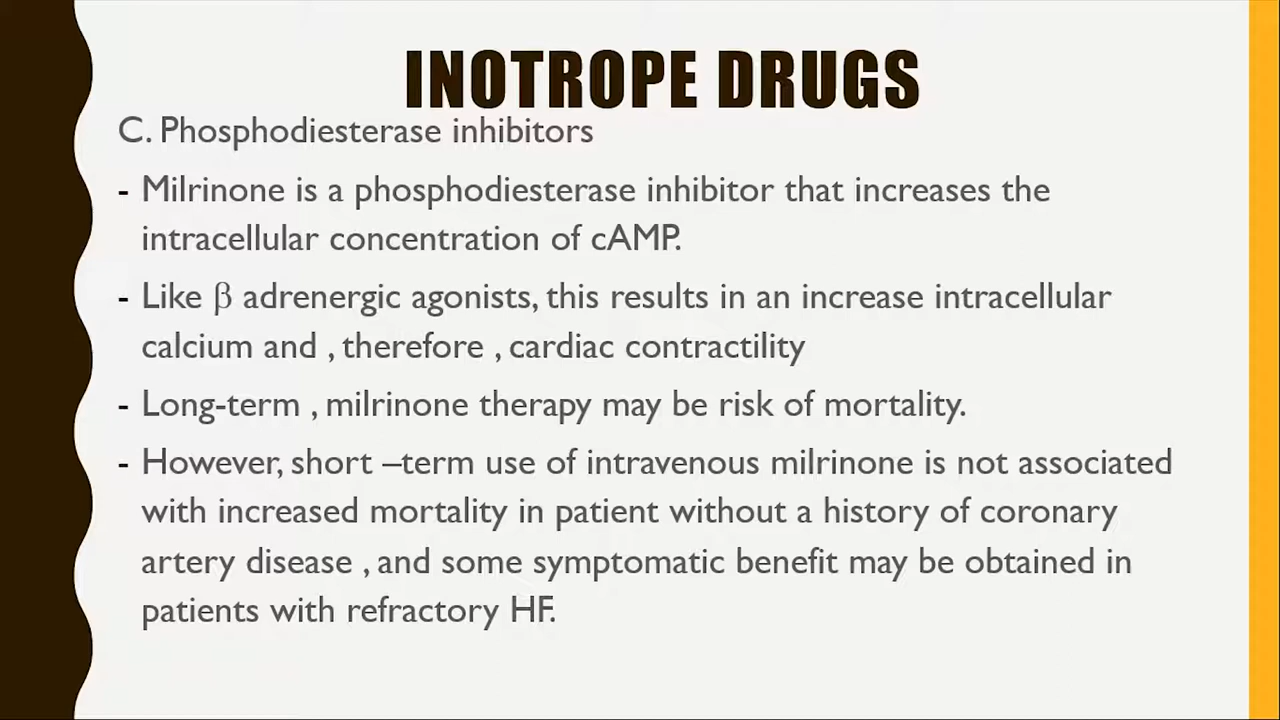 INOTROPE DRUGS
C. Phosphodiesterase inhibitors
- Milrinone is a phosphodiesterase inhibitor that increases the
intracellular concentration of cAMP.
- Like β adrenergic agonists, this results in an increase intracellular
calcium and , therefore , cardiac contractility
- Long-term , milrinone therapy may be risk of mortality.
- However, short –term use of intravenous milrinone is not associated
with increased mortality in patient without a history of coronary
artery disease , and some symptomatic benefit may be obtained in
patients with refractory HF.